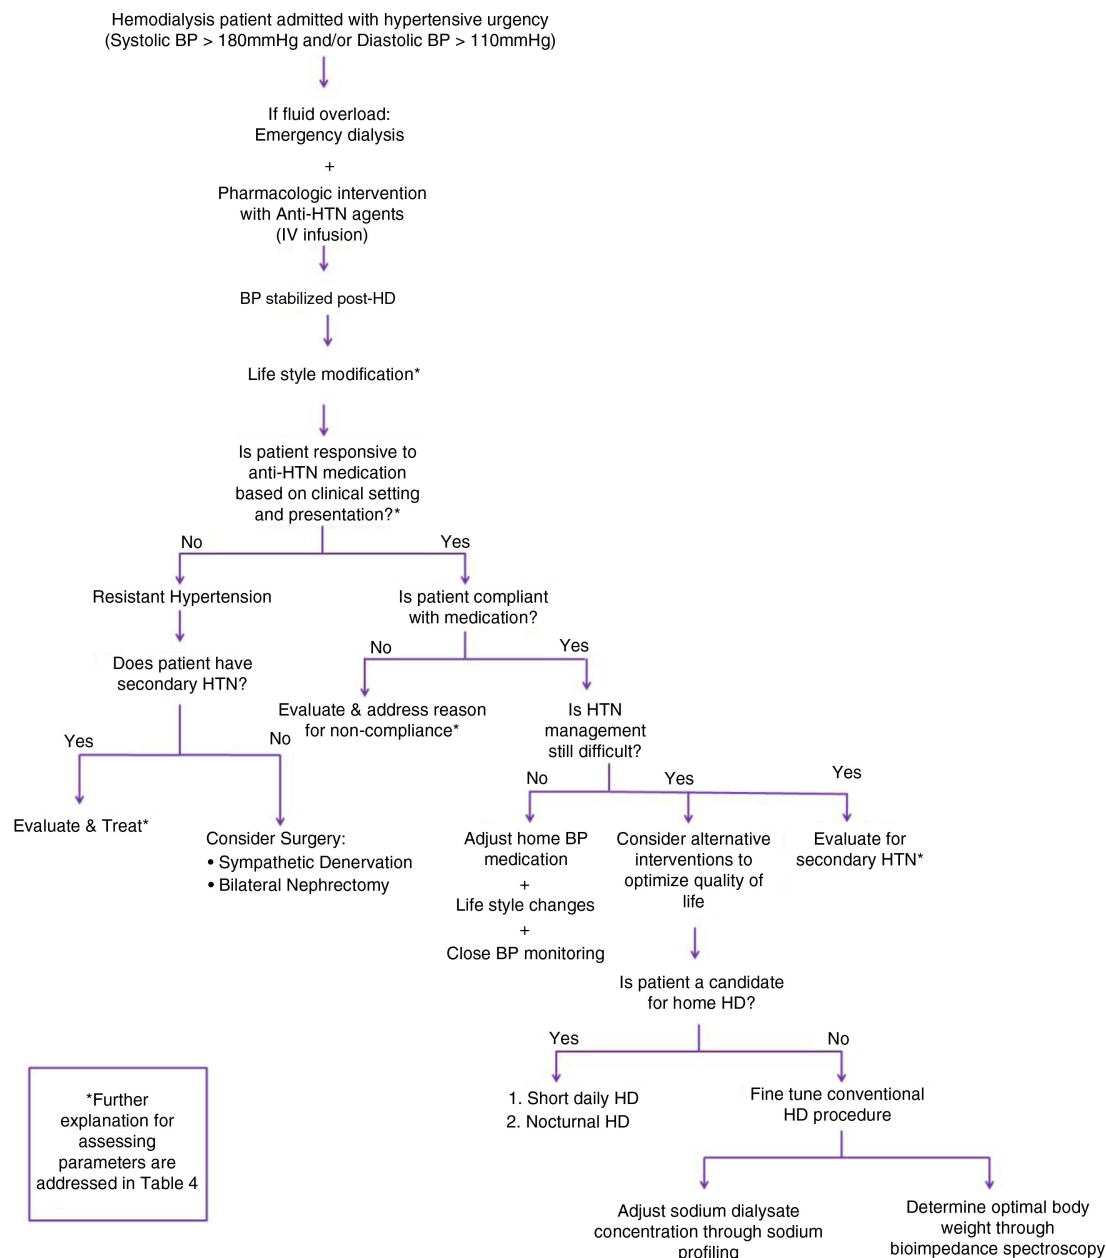 Hemodialysis patient admitted with hypertensive urgency
(Systolic BP > 180mmHg and/or Diastolic BP > 110mmHg)
If fluid overload:
Emergency dialysis
+
Pharmacologic intervention
with Anti-HTN agents
(IV infusion)
BP stabilized post-HD
Life style modification*
Is patient responsive to
anti-HTN medication
based on clinical setting
and presentation?*
No
Yes
Resistant Hypertension
Is patient compliant
with medication?
No
Yes
Does patient have
secondary HTN?
Evaluate & address reason
for non-compliance*
Is HTN
management
still difficult?
Yes
No
No
Yes
Yes
Evaluate & Treat*
Consider Surgery:
• Sympathetic Denervation
• Bilateral Nephrectomy
Adjust home BP
medication
+
Life style changes
+
Close BP monitoring
Consider alternative
interventions to
optimize quality of
life
Evaluate for
secondary HTN*
Is patient a candidate
for home HD?
Yes
No
1. Short daily HD
2. Nocturnal HD
Fine tune conventional
HD procedure
*Further
explanation for
assessing
parameters are
addressed in Table 4
Adjust sodium dialysate
concentration through sodium
profiling
Determine optimal body
weight through
bioimpedance spectroscopy